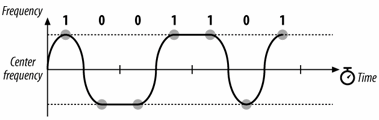 Frequency
1 0 0 1 1 0 1
Center
frequency
Time